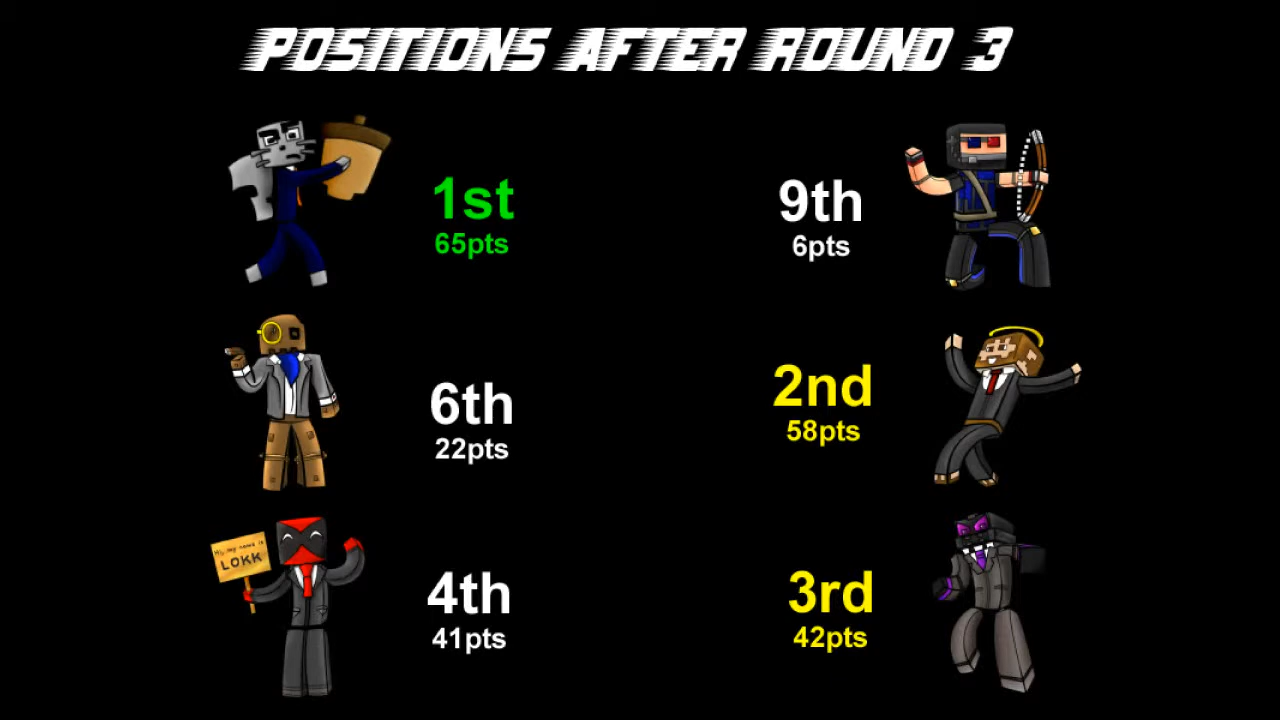 POSITIONS AFTER ROUND 3
1st
65pts
9th
6pts
6th
22pts
2nd
58pts
Hi, my name is
LOKK
4th
41pts
3rd
42pts